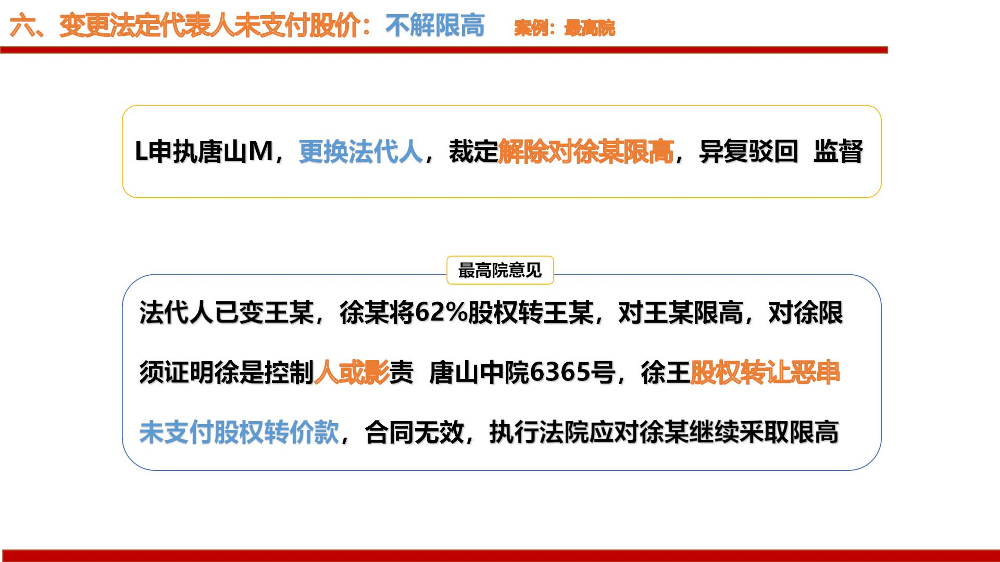 六、变更法定代表人未支付股价：不解限高 案例：最高院
L申执唐山M，更换法代人，裁定解除对徐某限高，异复驳回 监督
最高院意见
法代人已变王某，徐某将62%股权转王某，对王某限高，对徐限
须证明徐是控制人或影责 唐山中院6365号，徐王股权转让恶串
未支付股权转价款，合同无效，执行法院应对徐某继续采取限高